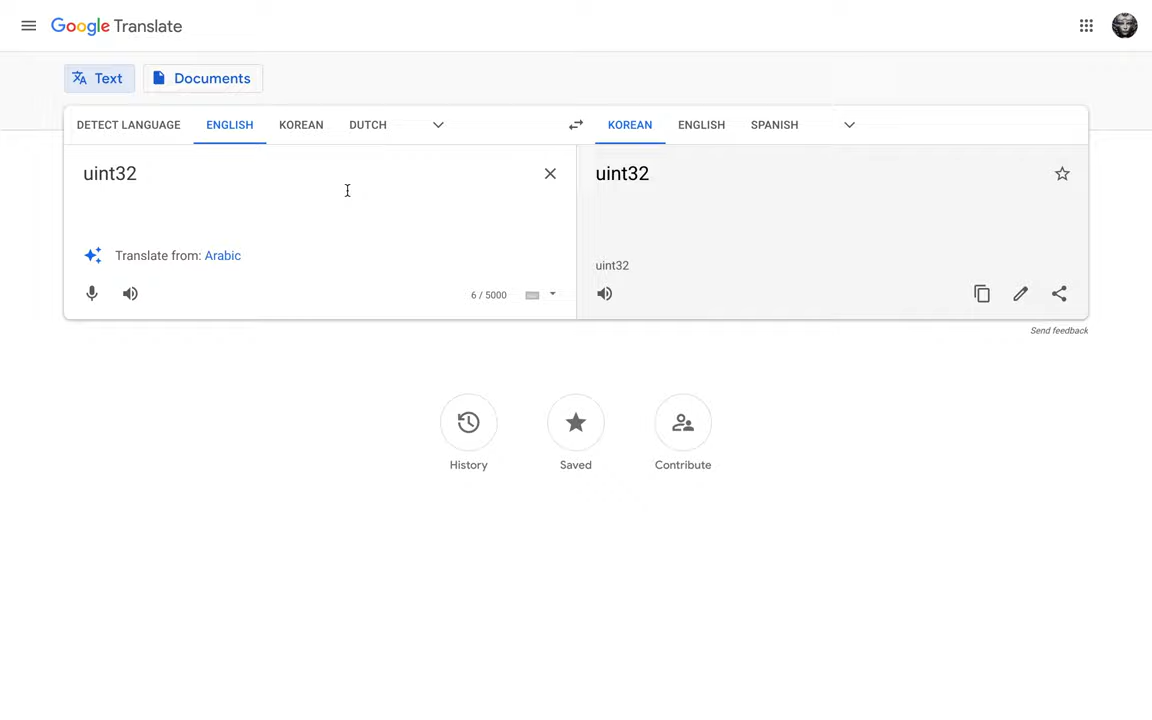 Google Translate
Text
Documents
DETECT LANGUAGE ENGLISH KOREAN DUTCH
KOREAN ENGLISH SPANISH
uint32
uint32
Translate from: Arabic
uint32
6 / 5000
Send feedback
History
Saved
Contribute